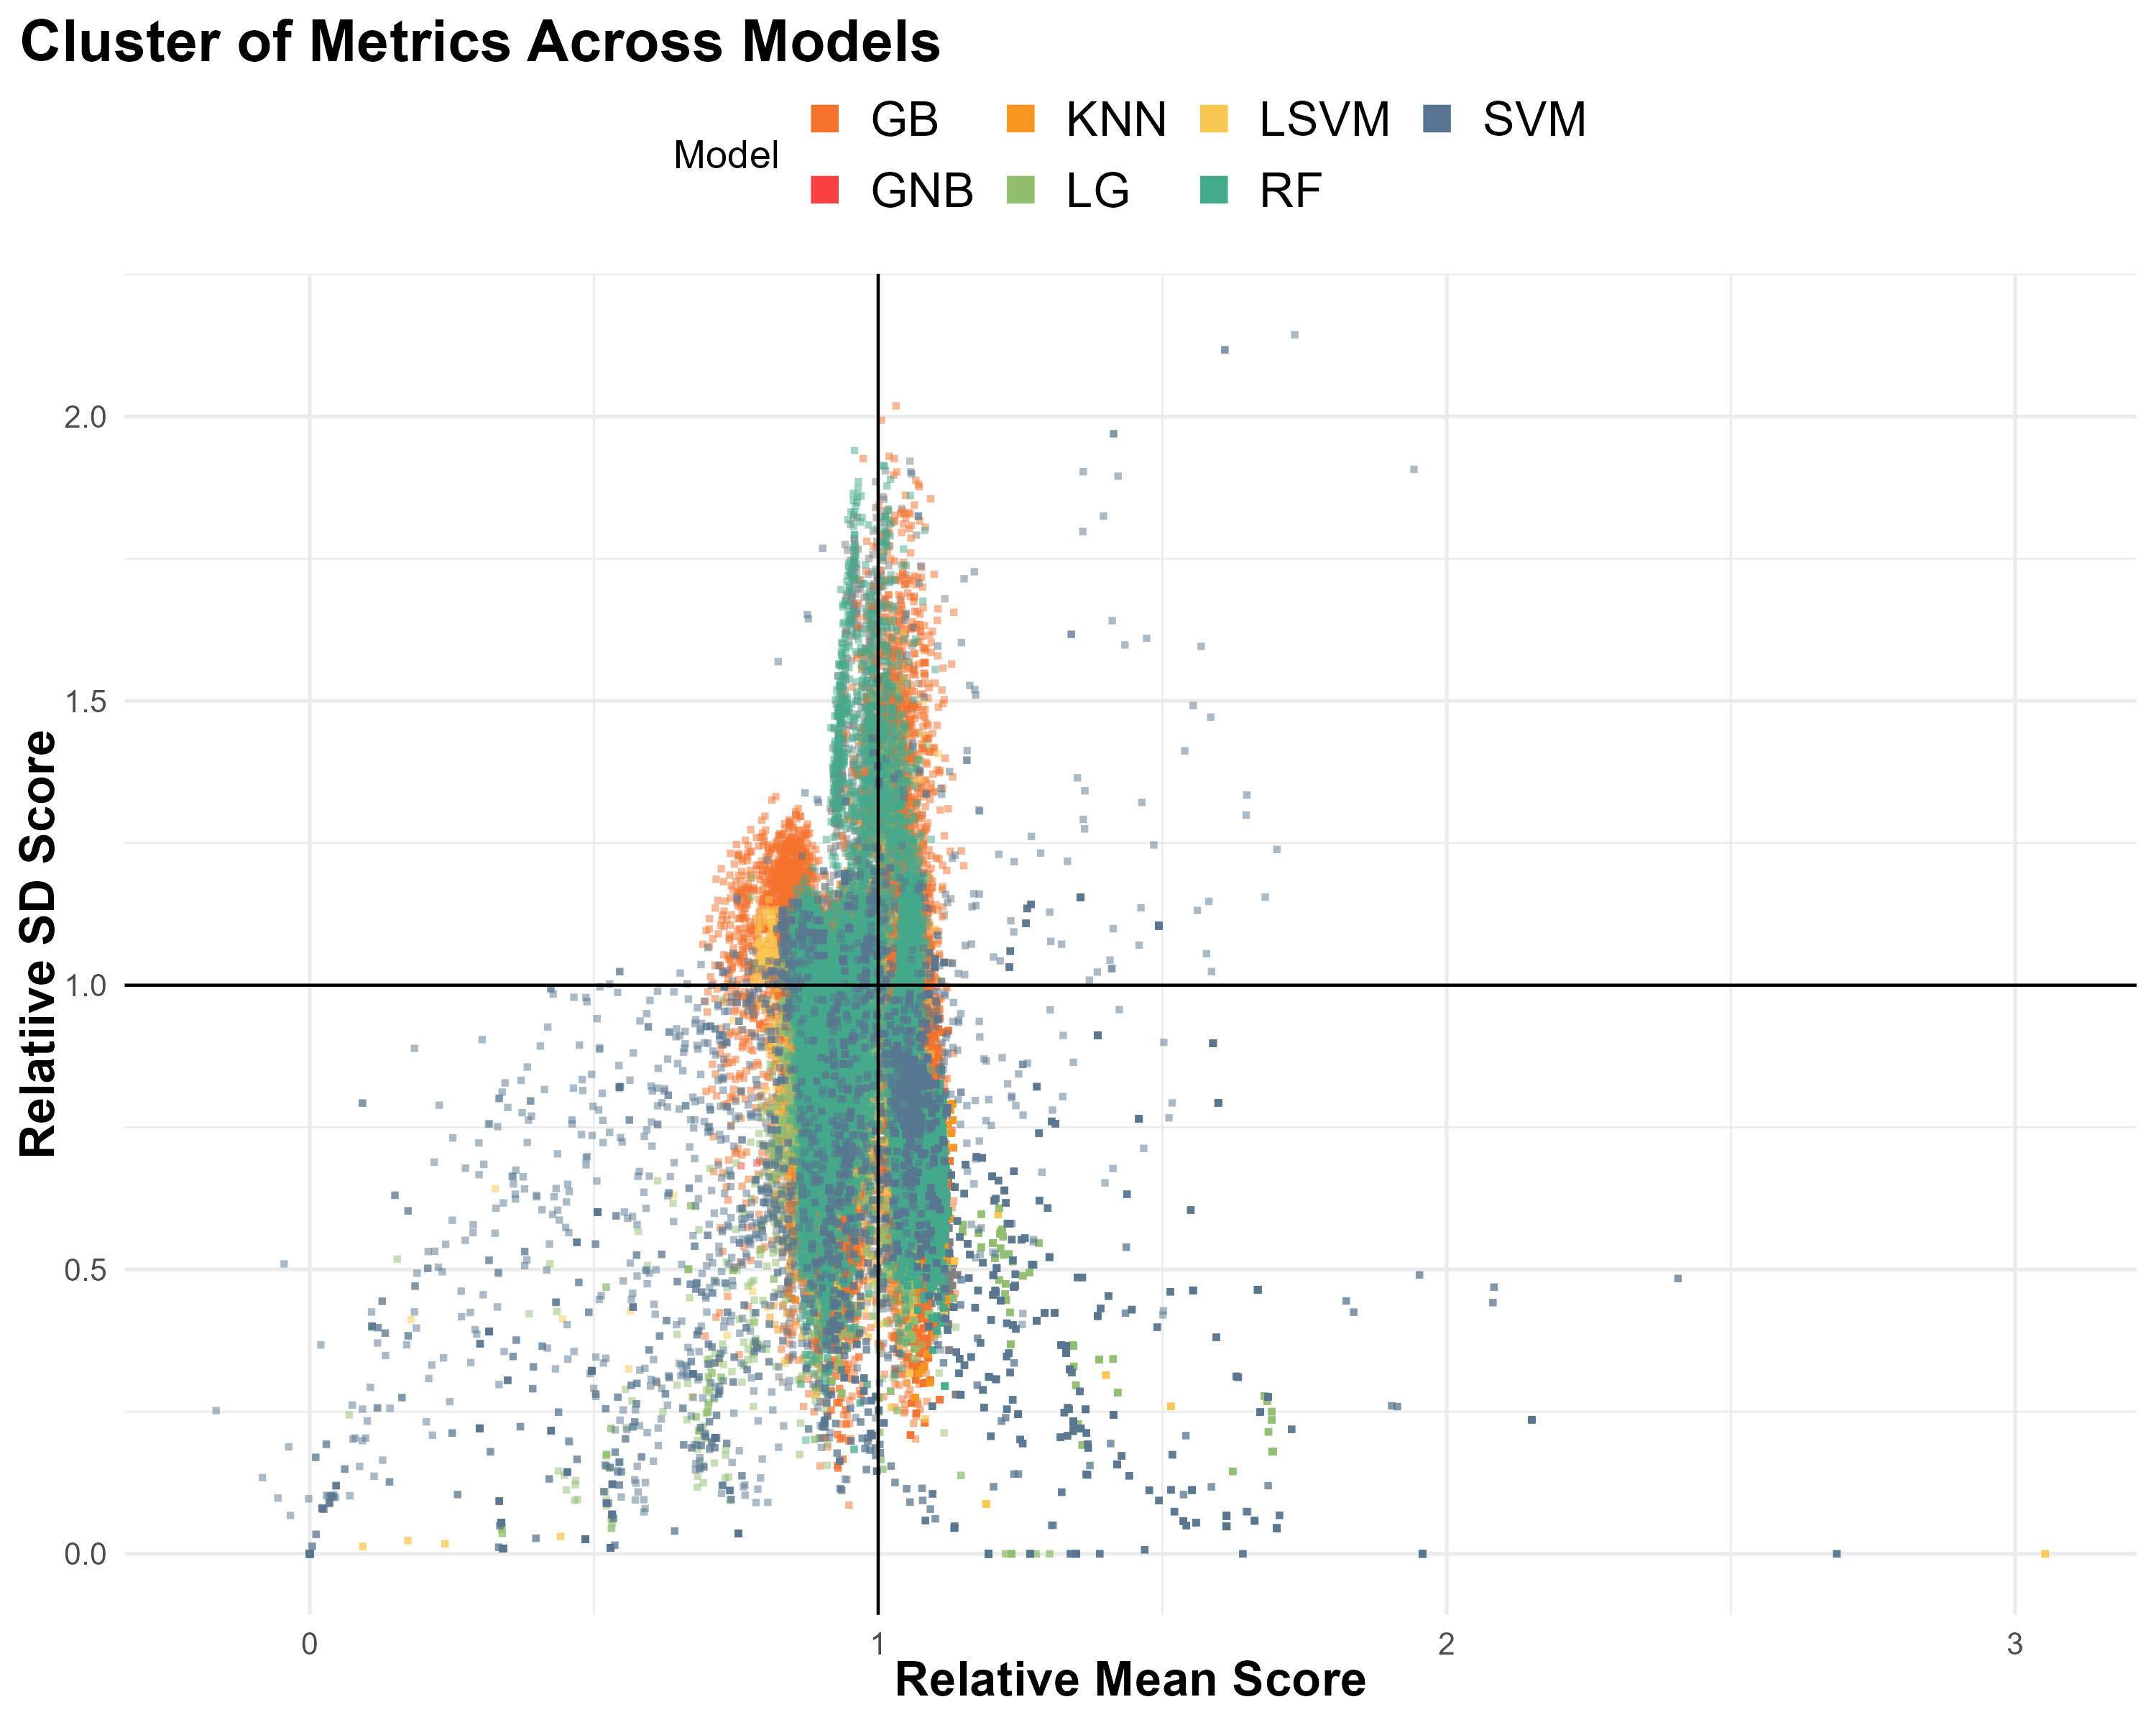 Cluster of Metrics Across Models
Model
GB KNN LSVM SVM
GNB LG RF
Relatiive SD Score
2.0
1.5
1.0
0.5
0.0
0 1 2 3
Relative Mean Score